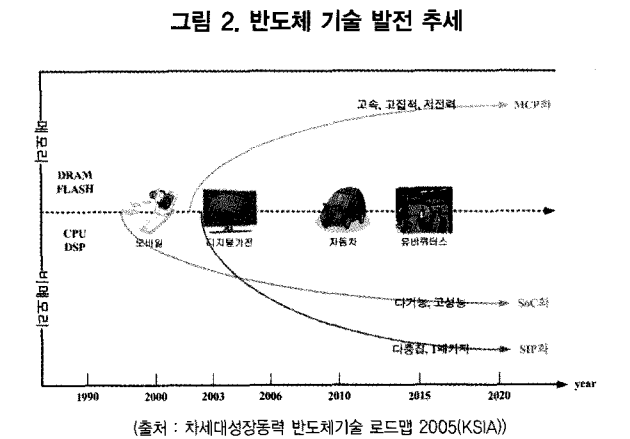 그림 2. 반도체 기술 발전 추세
고속, 고집적, 저전력
MCP화
메모리
DRAM
FLASH
CPU
DSP
모바일
디지털가전
자동차
유비쿼터스
비메모리
다기능, 고성능
SoC화
다층칩, 1패키지
SIP화
year
1990
2000
2003
2006
2010
2015
2020
(출처 : 차세대성장동력 반도체기술 로드맵 2005(KSIA))